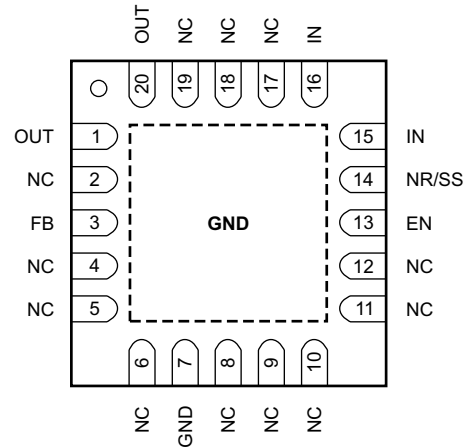 OUT NC NC NC IN
20 19 18 17 16
OUT 1 15 IN
NC 2 14 NR/SS
FB 3 GND 13 EN
NC 4 12 NC
NC 5 11 NC
6 7 8 9 10
NC GND NC NC NC